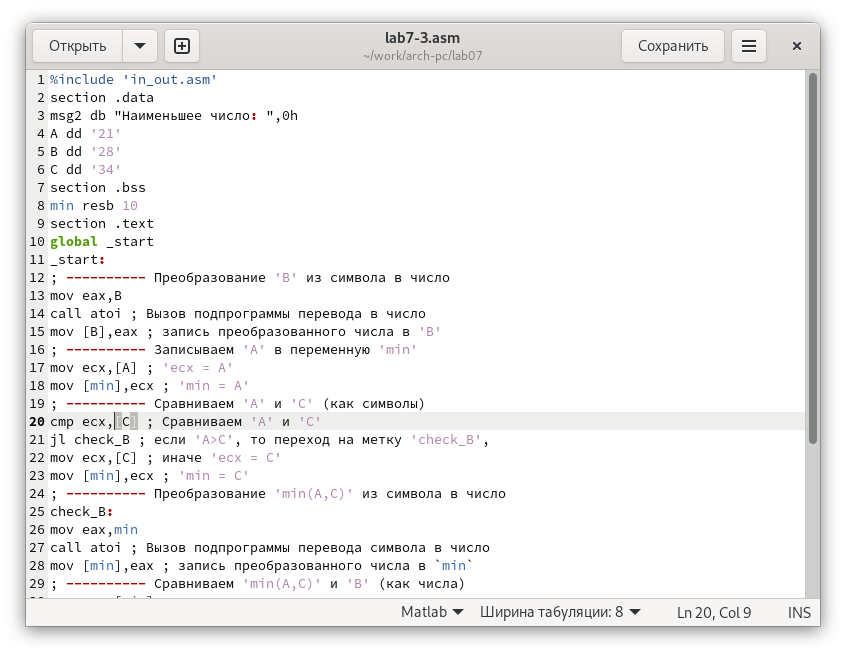 Открыть
lab7-3.asm
~/work/arch-pc/lab07
Сохранить
1 %include 'in_out.asm'
2 section .data
3 msg2 db "Наименьшее число: ",0h
4 A dd '21'
5 B dd '28'
6 C dd '34'
7 section .bss
8 min resb 10
9 section .text
10 global _start
11 _start:
12 ; ---------- Преобразование 'B' из символа в число
13 mov eax,B
14 call atoi ; Вызов подпрограммы перевода в число
15 mov [B],eax ; запись преобразованного числа в 'B'
16 ; ---------- Записываем 'A' в переменную 'min'
17 mov ecx,[A] ; 'ecx = A'
18 mov [min],ecx ; 'min = A'
19 ; ---------- Сравниваем 'A' и 'C' (как символы)
20 cmp ecx,[C] ; Сравниваем 'A' и 'C'
21 jl check_B ; если 'A>C', то переход на метку 'check_B',
22 mov ecx,[C] ; иначе 'ecx = C'
23 mov [min],ecx ; 'min = C'
24 ; ---------- Преобразование 'min(A,C)' из символа в число
25 check_B:
26 mov eax,min
27 call atoi ; Вызов подпрограммы перевода символа в число
28 mov [min],eax ; запись преобразованного числа в `min`
29 ; ---------- Сравниваем 'min(A,C)' и 'B' (как числа)
Matlab Ширина табуляции: 8 Ln 20, Col 9 INS